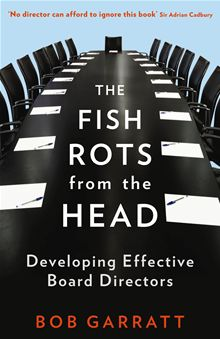 'No director can afford to ignore this book' Sir Adrian Cadbury
THE
FISH
ROTS
from the
HEAD
Developing Effective
Board Directors
BOB GARRATT